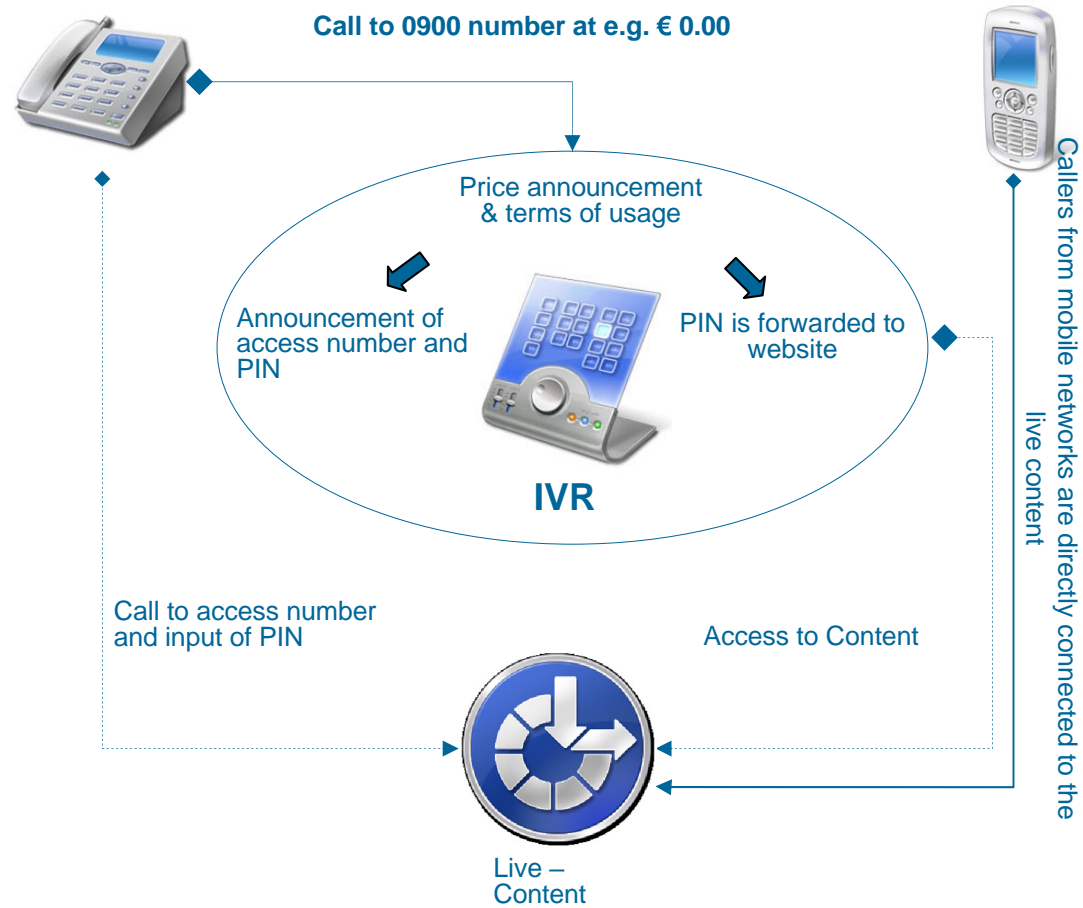 Call to 0900 number at e.g. € 0.00
Price announcement
& terms of usage
Announcement of
access number and
PIN
PIN is forwarded to
website
IVR
Callers from mobile networks are directly connected to the
live content
Call to access number
and input of PIN
Access to Content
Live –
Content